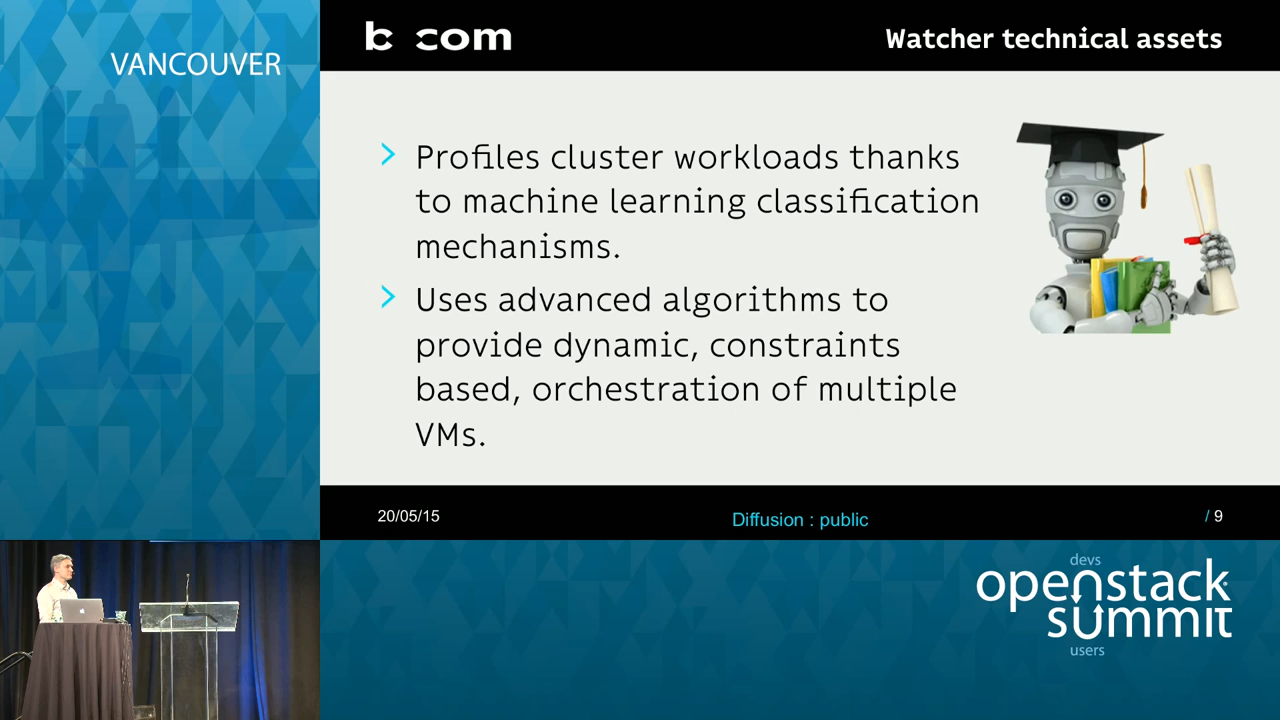 VANCOUVER
b com
Watcher technical assets
Profiles cluster workloads thanks
to machine learning classification
mechanisms.
Uses advanced algorithms to
provide dynamic, constraints
based, orchestration of multiple
VMs.
20/05/15
Diffusion : public
/ 9
devs
openstack
summit
users